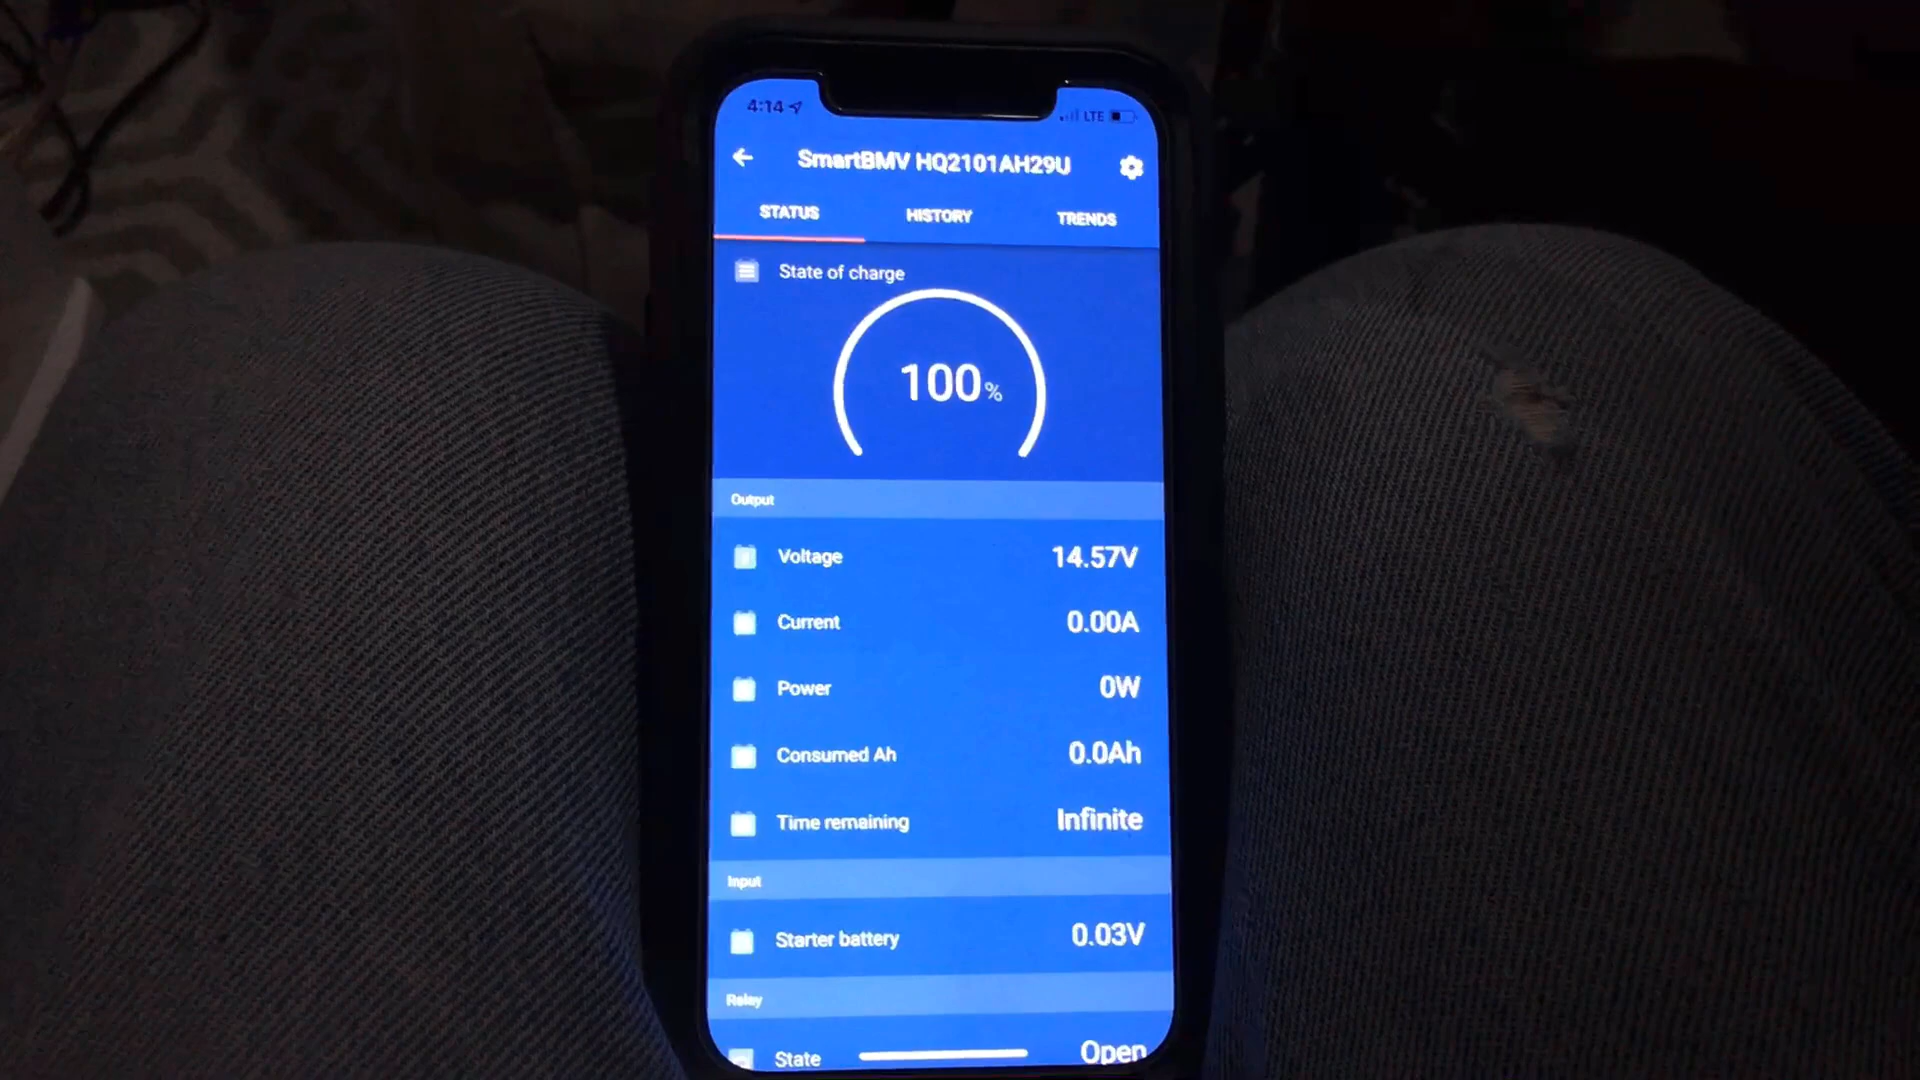 4:14 LTE
SmartBMV HQ2101AH29U
STATUS HISTORY TRENDS
State of charge
100%
Output
Voltage 14.57V
Current 0.00A
Power 0W
Consumed Ah 0.0Ah
Time remaining Infinite
Input
Starter battery 0.03V
Relay
State Open